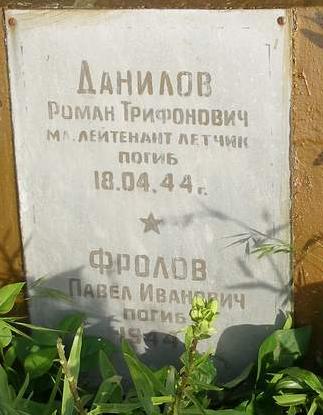 ДАНИЛОВ
РОМАН ТРИФОНОВИЧ
МЛ. ЛЕЙТЕНАНТ ЛЕТЧИК
ПОГИБ
18.04.44 г.
ФРОЛОВ
ПАВЕЛ ИВАНОВИЧ
ПОГИБ